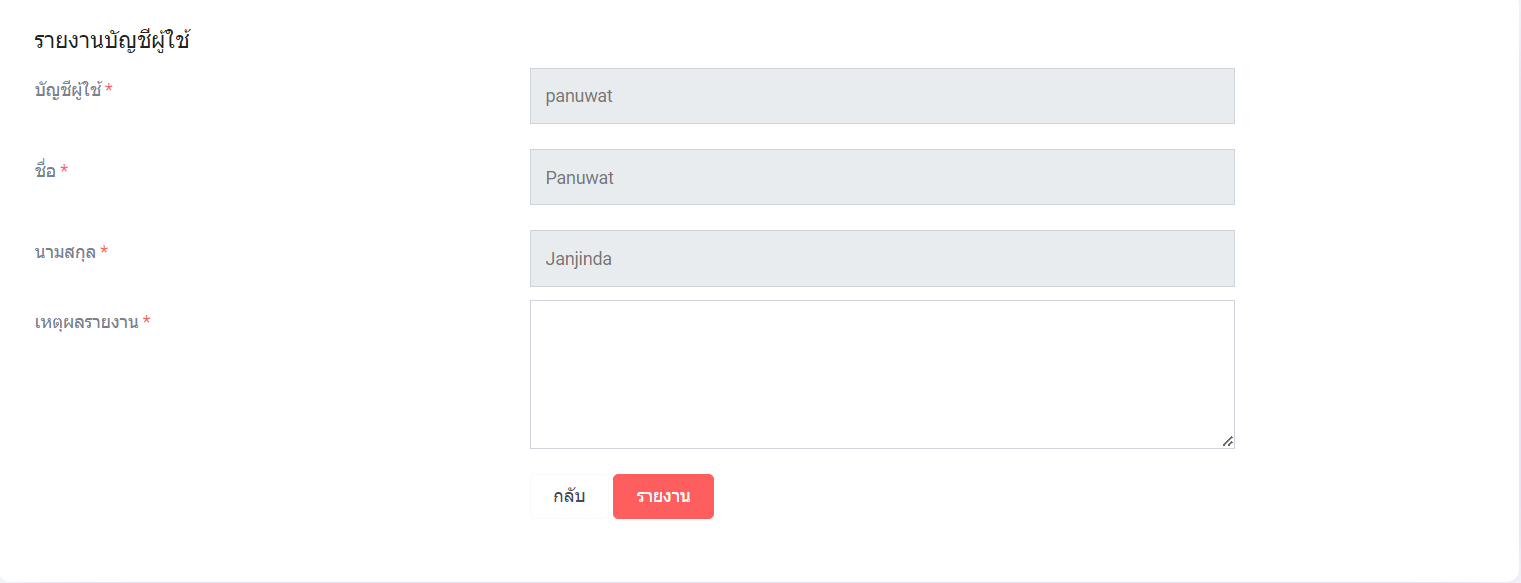 รายงานบัญชีผู้ใช้
บัญชีผู้ใช้ * panuwat
ชื่อ * Panuwat
นามสกุล * Janjinda
เหตุผลรายงาน *
กลับ รายงาน